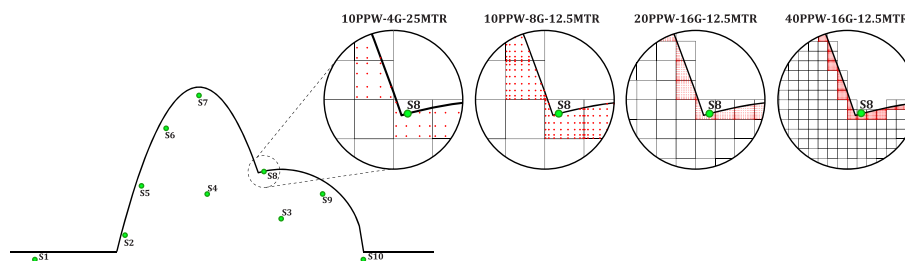 10PPW-4G-25MTR
10PPW-8G-12.5MTR
20PPW-16G-12.5MTR
40PPW-16G-12.5MTR
S8
S8
S8
S8
S7
S6
S8
S5
S4
S9
S3
S2
S1
S10